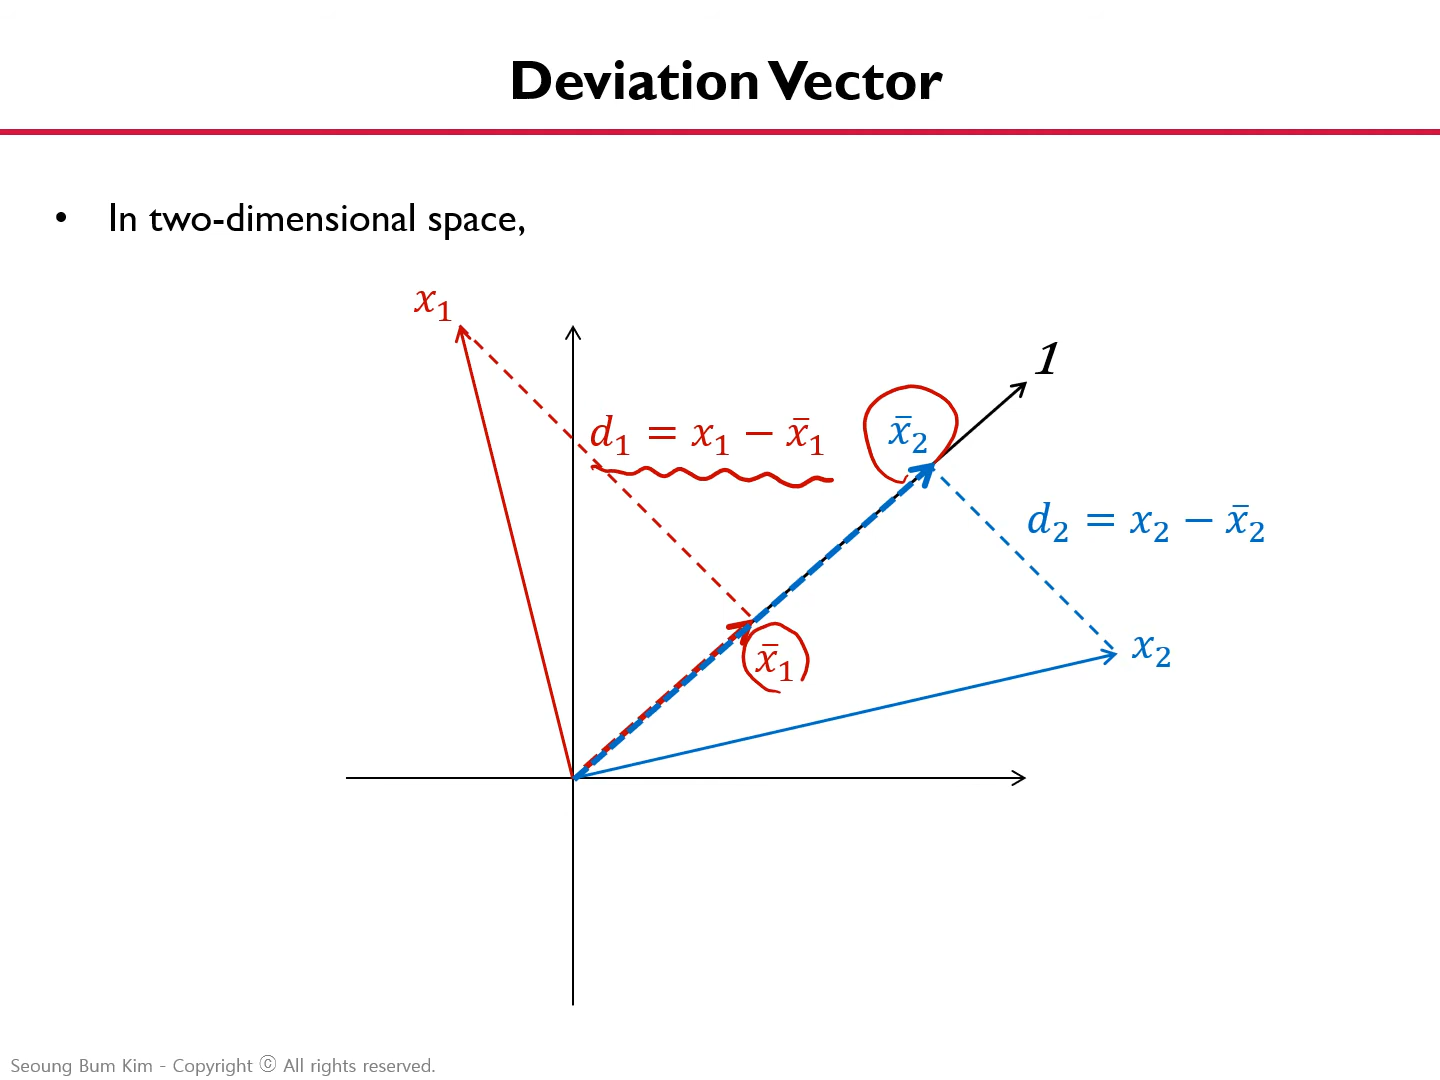 Deviation Vector
• In two-dimensional space,
x₁
1
d₁ = x₁ − x̄₁
x̄₂
d₂ = x₂ − x̄₂
x̄₁
x₂
Seoung Bum Kim - Copyright ⓒ All rights reserved.